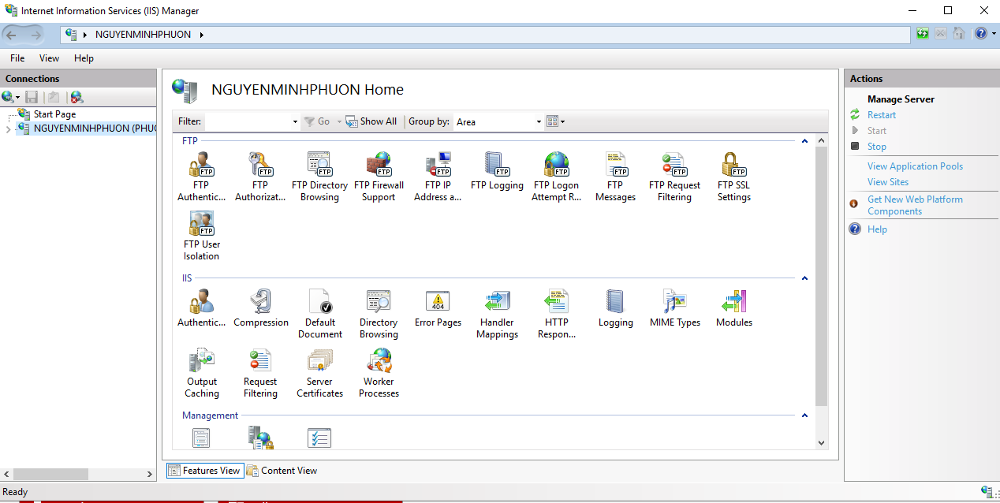 Internet Information Services (IIS) Manager
NGUYENMINHPHUON
File View Help
Connections
Start Page
NGUYENMINHPHUON (PHUO
NGUYENMINHPHUON Home
Filter: Go Show All Group by: Area
FTP
FTP Authentic...
FTP Authorizat...
FTP Directory Browsing
FTP Firewall Support
FTP IP Address a...
FTP Logging
FTP Logon Attempt R...
FTP Messages
FTP Request Filtering
FTP SSL Settings
FTP User Isolation
IIS
Authentic...
Compression
Default Document
Directory Browsing
Error Pages
Handler Mappings
HTTP Respon...
Logging
MIME Types
Modules
Output Caching
Request Filtering
Server Certificates
Worker Processes
Management
Features View Content View
Actions
Manage Server
Restart
Start
Stop
View Application Pools
View Sites
Get New Web Platform
Components
Help
Ready